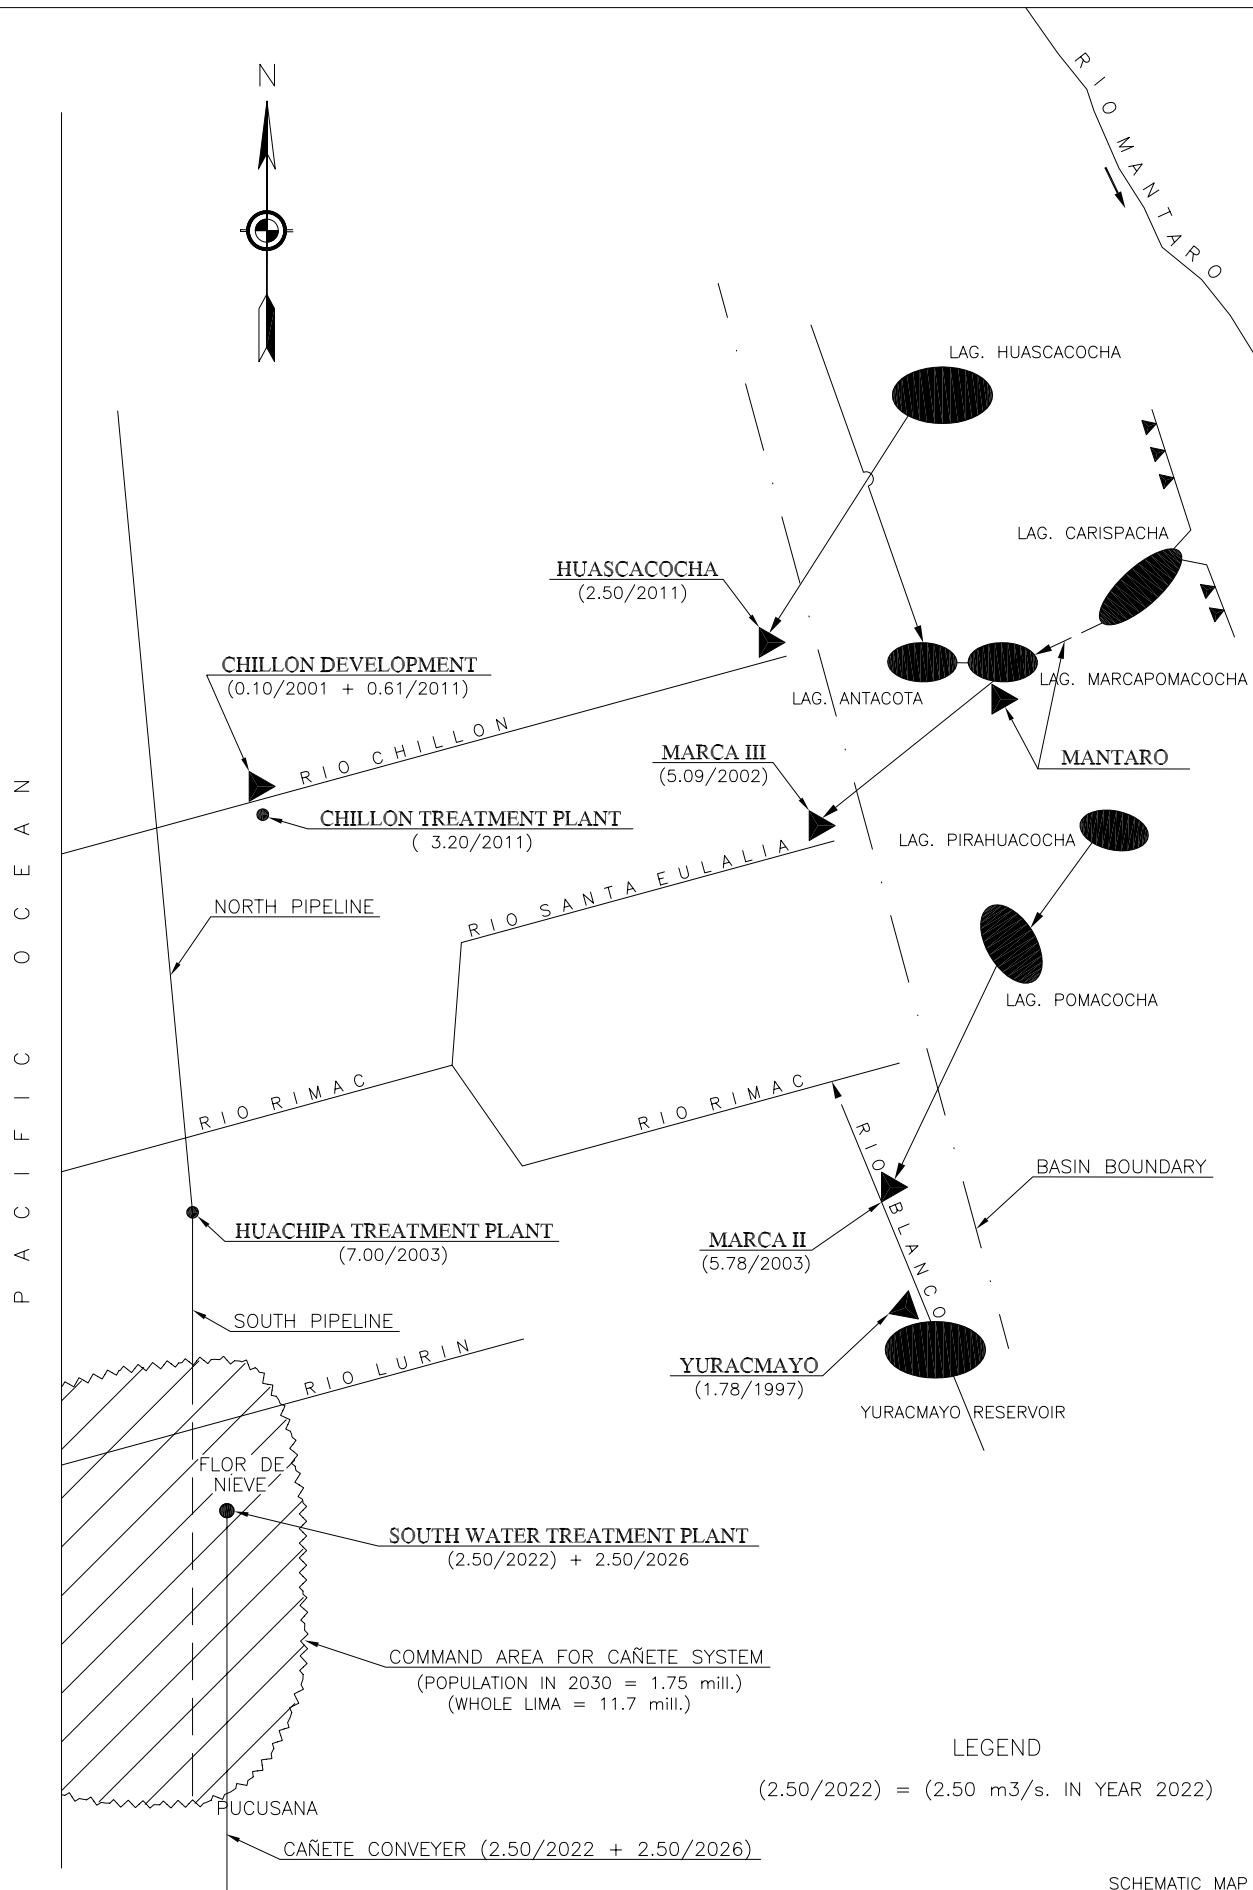 N
RIO MANTARO
LAG. HUASCACOCHA
LAG. CARISPACHA
HUASCACOCHA
(2.50/2011)
CHILLON DEVELOPMENT
(0.10/2001 + 0.61/2011)
LAG. MARCAPOMACOCHA
LAG. ANTACOTA
RIO CHILLON
MARCA III
(5.09/2002)
MANTARO
CHILLON TREATMENT PLANT
( 3.20/2011)
LAG. PIRAHUACOCHA
RIO SANTA EULALIA
NORTH PIPELINE
PACIFIC OCEAN
LAG. POMACOCHA
RIO RIMAC
RIO RIMAC
BASIN BOUNDARY
RIO BLANCO
HUACHIPA TREATMENT PLANT
(7.00/2003)
MARCA II
(5.78/2003)
SOUTH PIPELINE
RIO LURIN
YURACMAYO
(1.78/1997)
YURACMAYO RESERVOIR
FLOR DE
NIEVE
SOUTH WATER TREATMENT PLANT
(2.50/2022) + 2.50/2026
COMMAND AREA FOR CAÑETE SYSTEM
(POPULATION IN 2030 = 1.75 mill.)
(WHOLE LIMA = 11.7 mill.)
LEGEND
(2.50/2022) = (2.50 m3/s. IN YEAR 2022)
PUCUSANA
CAÑETE CONVEYER (2.50/2022 + 2.50/2026)
SCHEMATIC MAP